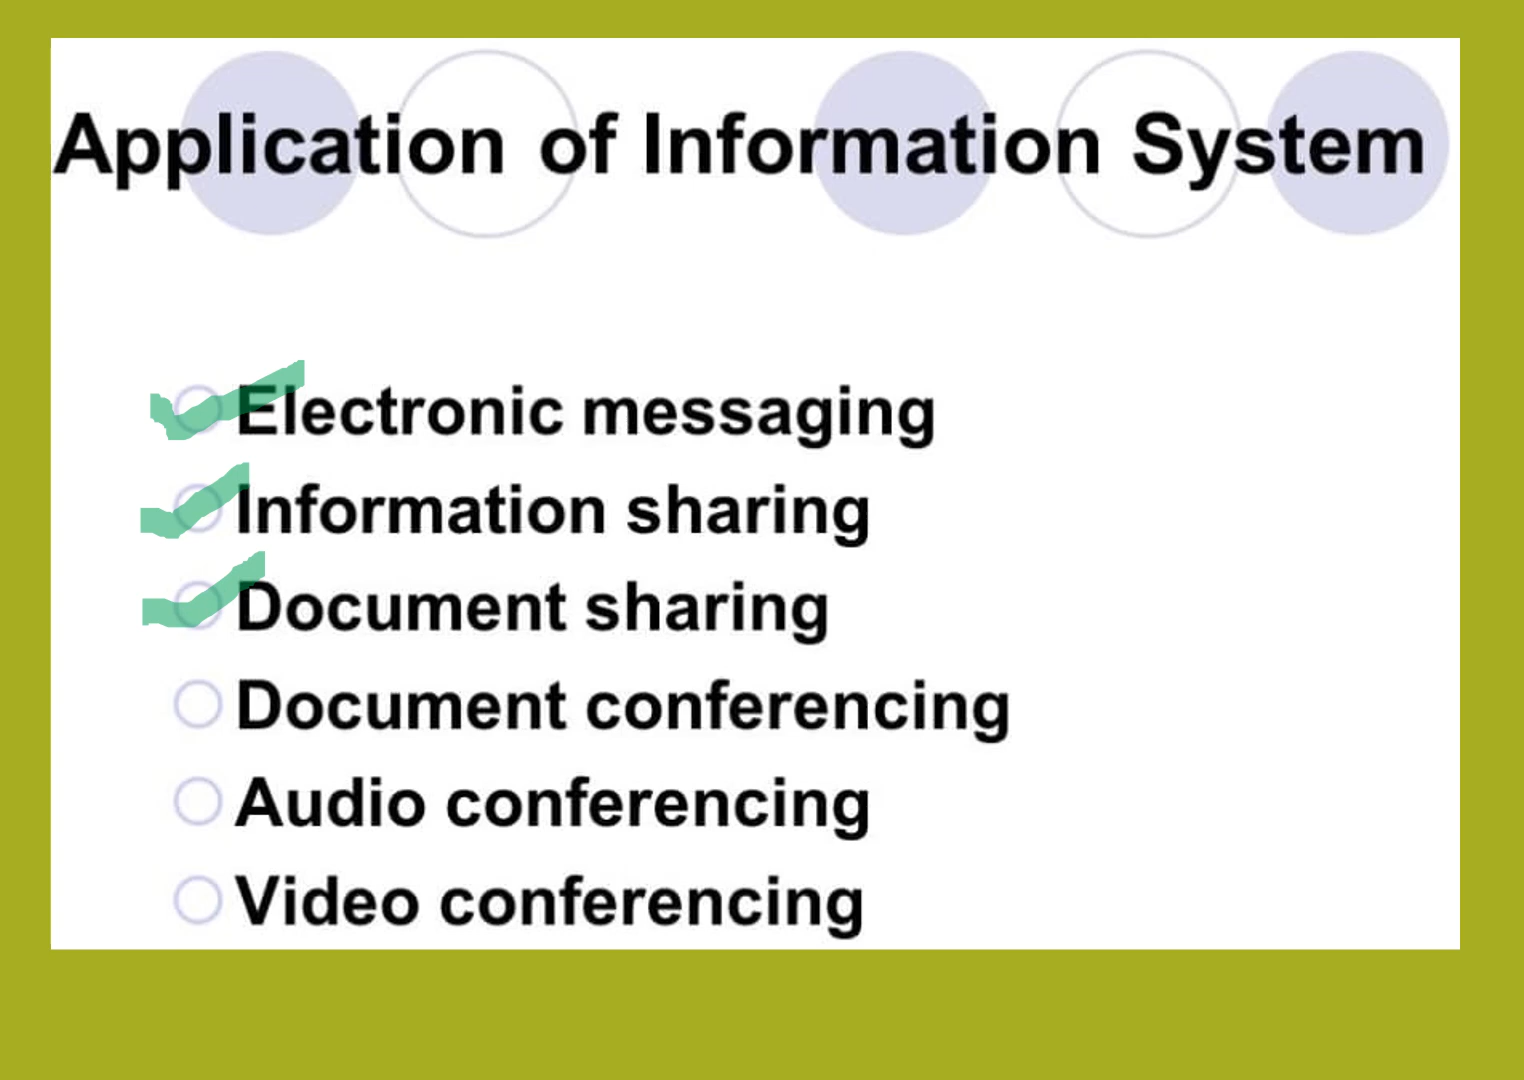 Application of Information System
Electronic messaging
Information sharing
Document sharing
Document conferencing
Audio conferencing
Video conferencing